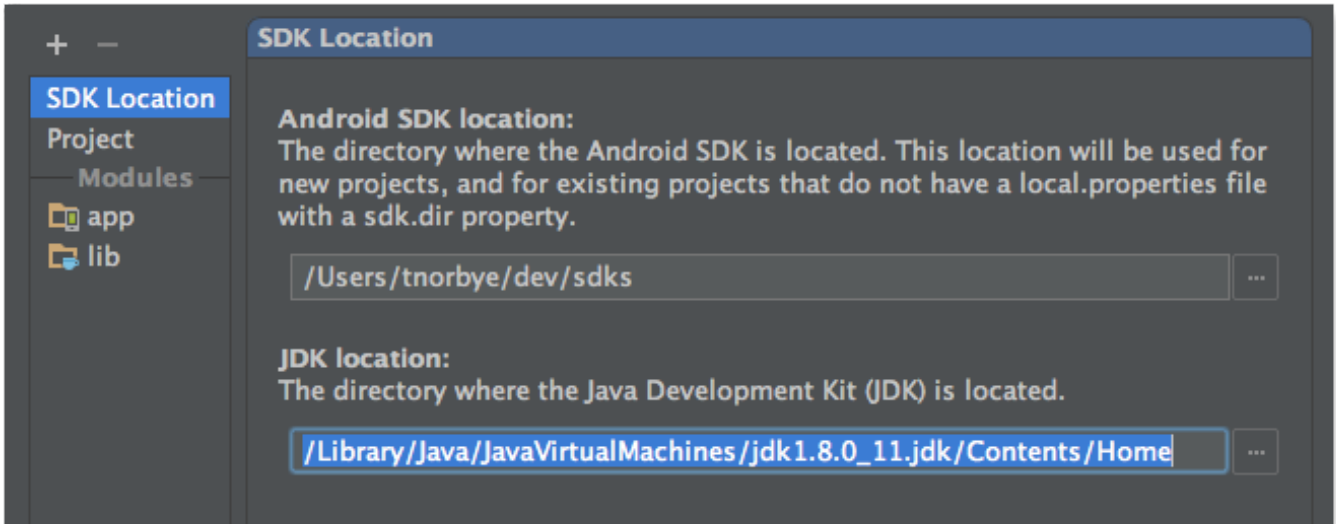 + −
SDK Location
Project
Modules
app
lib
SDK Location
Android SDK location:
The directory where the Android SDK is located. This location will be used for
new projects, and for existing projects that do not have a local.properties file
with a sdk.dir property.
/Users/tnorbye/dev/sdks
...
JDK location:
The directory where the Java Development Kit (JDK) is located.
/Library/Java/JavaVirtualMachines/jdk1.8.0_11.jdk/Contents/Home
...